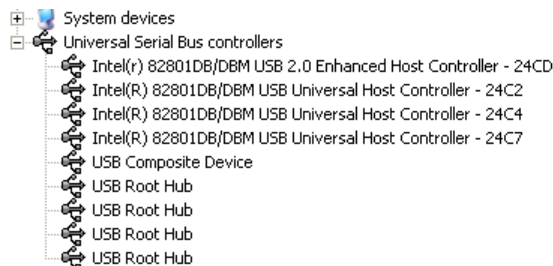 System devices
Universal Serial Bus controllers
Intel(r) 82801DB/DBM USB 2.0 Enhanced Host Controller - 24CD
Intel(R) 82801DB/DBM USB Universal Host Controller - 24C2
Intel(R) 82801DB/DBM USB Universal Host Controller - 24C4
Intel(R) 82801DB/DBM USB Universal Host Controller - 24C7
USB Composite Device
USB Root Hub
USB Root Hub
USB Root Hub
USB Root Hub